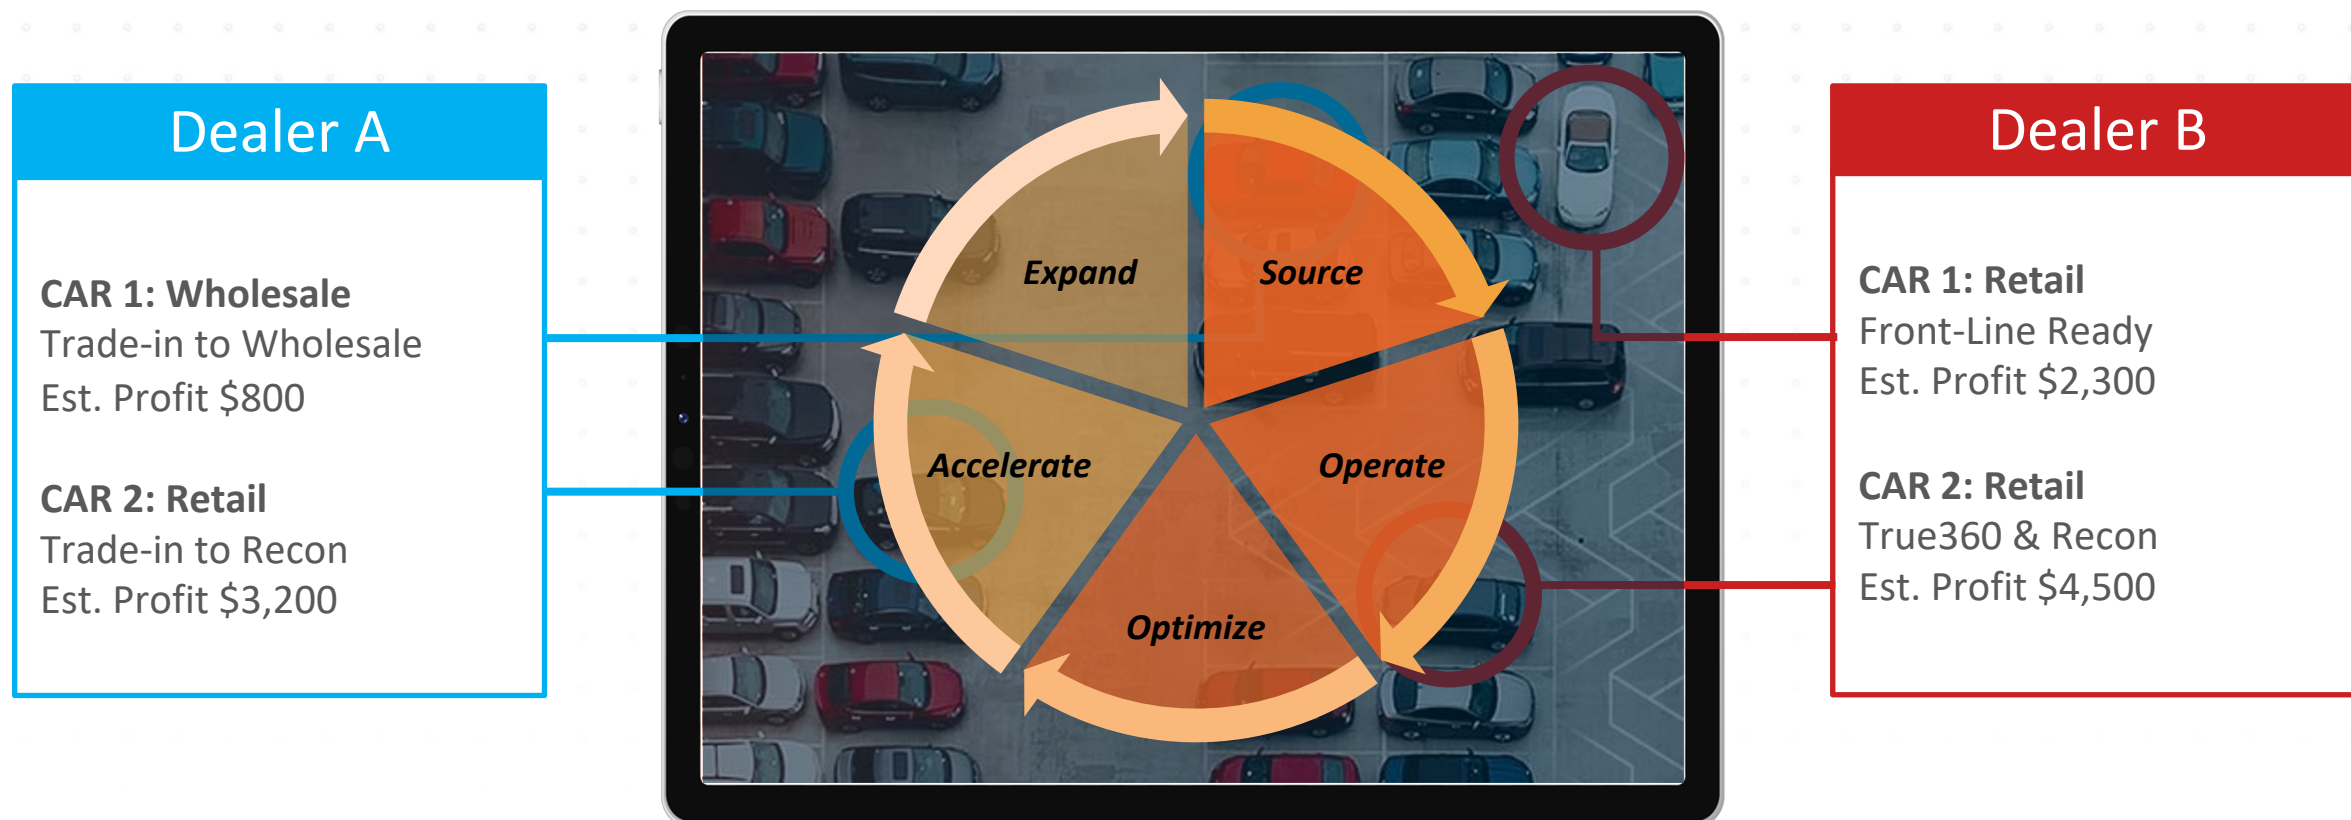 Dealer A
CAR 1: Wholesale
Trade-in to Wholesale
Est. Profit $800
CAR 2: Retail
Trade-in to Recon
Est. Profit $3,200
Expand
Source
Accelerate
Operate
Optimize
Dealer B
CAR 1: Retail
Front-Line Ready
Est. Profit $2,300
CAR 2: Retail
True360 & Recon
Est. Profit $4,500